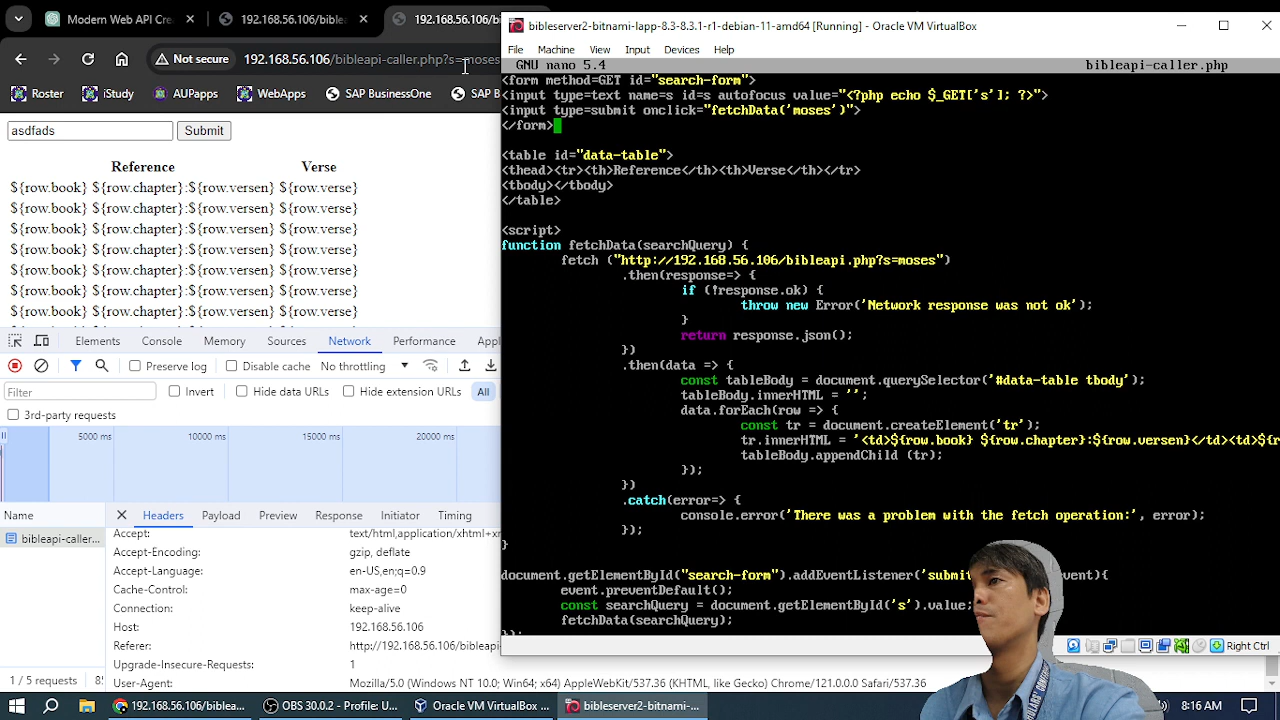 Modern Web API Cre
192.168.56.106/bible
192.168.56.
Not secure
bibleapi-caller.php?s
der
App
eGPT
SARIAS One
SA
asdfads
Submit
Reference Verse
${row.book} ${row.chapter}:${row.versen} ${row.verse}
${row.book} ${row.chapter}:${row.versen} ${row.verse}
${row.book} ${row.chapter}:${row.versen} ${row.verse}
${row.book} ${row.chapter}:${row.versen} ${row.verse}
${row.book} ${row.chapter}:${row.versen} ${row.verse}
${row.book} ${row.chapter}:${row.versen} ${row.verse}
${row.book} ${row.chapter}:${row.versen} ${row.verse}
Elements Console Memory Sources Network Performance Appl
Preserve log Disable cache No throttling
Filter Invert Hide data URLs Hide extension URLs All
3rd-party requests
5000 ms 10000 ms 15000 ms 20000 ms
Name Headers Payload Preview Response Initiator Timing
bibleapi-caller...
Accept: text/html,application/xhtml+xm
Accept-Encoding: gzip, deflate
Accept-Language: en-US,en;q=0.9
Cache-Control: max-age=0
Connection: keep-alive
Host: 192.168.56.106
Referer: http://192.168.56.106/bibleapi
Upgrade-Insecure-Requests: 1
User-Agent: Mozilla/5.0 (Windows NT 10.0; Win64; x64) AppleWebKit/537.36 (KHTML, like Gecko) Chrome/121.0.0.0 Safari/537.36
1 / 5 requests
bibleserver2-bitnami-lapp-8.3-8.3.1-r1-debian-11-amd64 [Running] - Oracle VM VirtualBox
File Machine View Input Devices Help
GNU nano 5.4 bibleapi-caller.php
<form method=GET id="search-form">
<input type=text name=s id=s autofocus value="<?php echo $_GET['s']; ?>">
<input type=submit onclick="fetchData('moses')">
</form>
<table id="data-table">
<thead><tr><th>Reference</th><th>Verse</th></tr>
<tbody></tbody>
</table>
<script>
function fetchData(searchQuery) {
fetch ("http://192.168.56.106/bibleapi.php?s=moses")
.then(response=> {
if (!response.ok) {
throw new Error('Network response was not ok');
}
return response.json();
})
.then(data => {
const tableBody = document.querySelector('#data-table tbody');
tableBody.innerHTML = '';
data.forEach(row => {
const tr = document.createElement('tr');
tr.innerHTML = '<td>${row.book} ${row.chapter}:${row.versen}</td><td>${r
tableBody.appendChild (tr);
});
})
.catch(error=> {
console.error('There was a problem with the fetch operation:', error);
});
}
document.getElementById("search-form").addEventListener('submi vent){
event.preventDefault();
const searchQuery = document.getElementById('s').value;
fetchData(searchQuery);
});
Right Ctrl
192.168.56.106/bible...
OBS 30.0.2 - Profile: U...
Oracle VM VirtualBox ...
bibleserver2-bitnami-...
8:16 AM